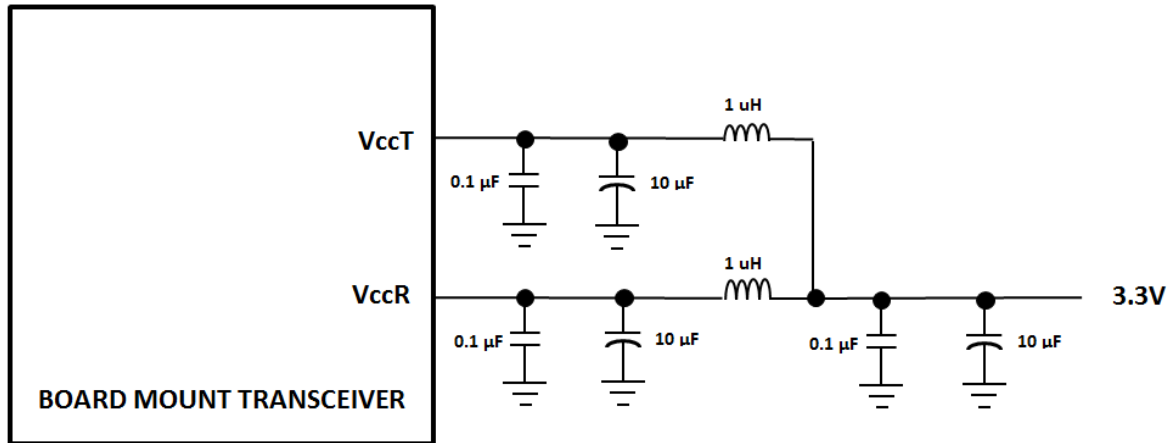 1 uH
VccT
0.1 µF
10 µF
1 uH
VccR
3.3V
0.1 µF
10 µF
0.1 µF
10 µF
BOARD MOUNT TRANSCEIVER